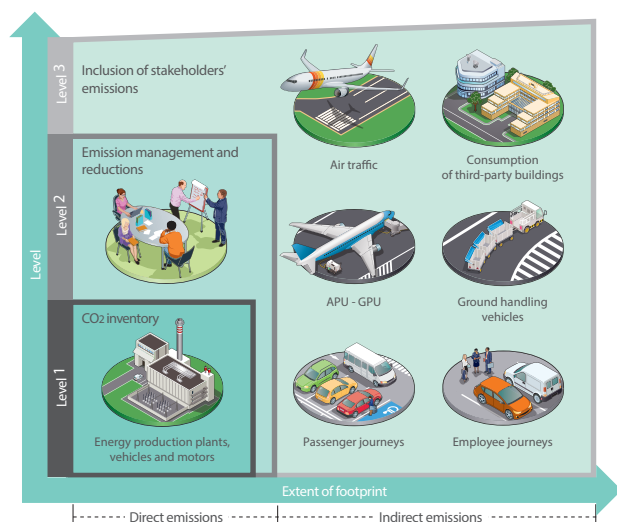 Level 3
Inclusion of stakeholders'
emissions
Air traffic
Consumption
of third-party buildings
Level 2
Emission management and
reductions
APU - GPU
Ground handling
vehicles
Level
Level 1
CO2 inventory
Energy production plants,
vehicles and motors
Passenger journeys
Employee journeys
Extent of footprint
Direct emissions
Indirect emissions